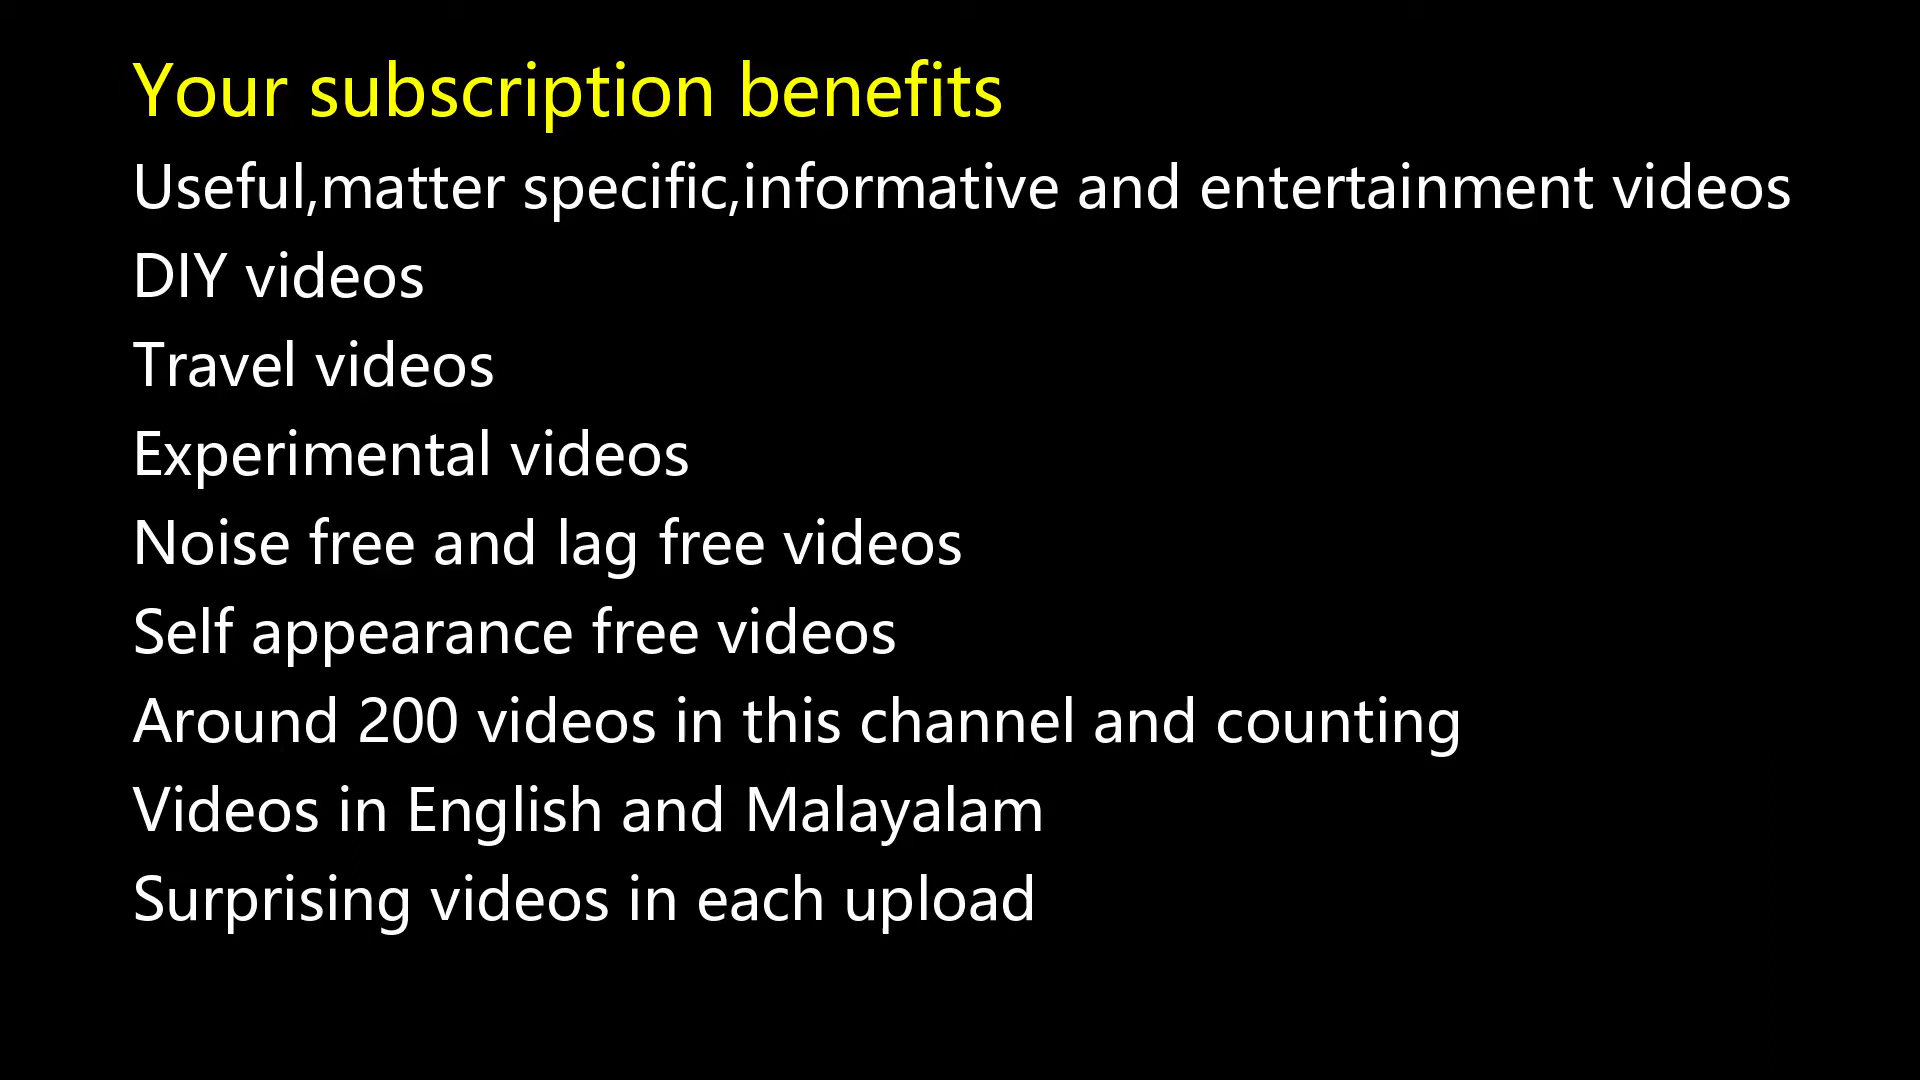 Your subscription benefits
Useful,matter specific,informative and entertainment videos
DIY videos
Travel videos
Experimental videos
Noise free and lag free videos
Self appearance free videos
Around 200 videos in this channel and counting
Videos in English and Malayalam
Surprising videos in each upload